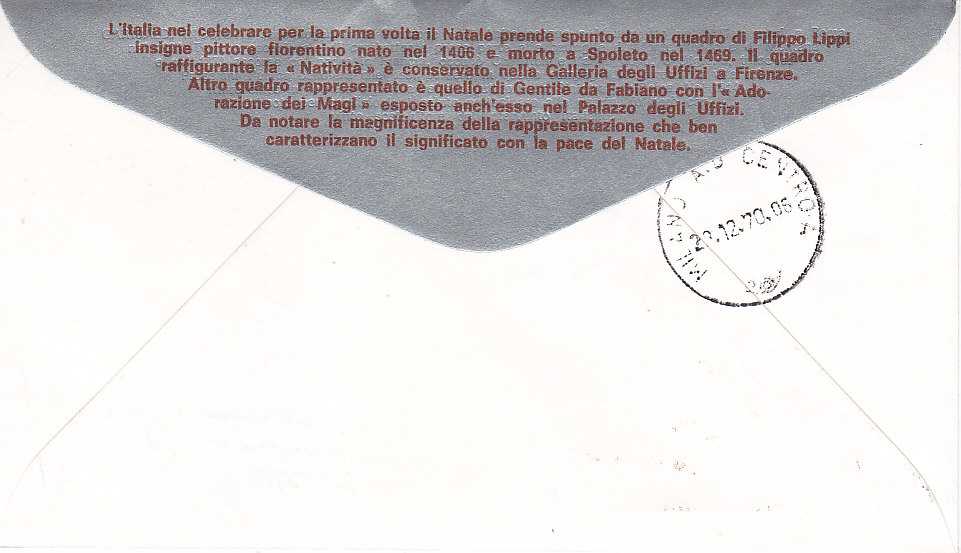 L'Italia nel celebrare per la prima volta il Natale prende spunto da un quadro di Filippo Lippi
insigne pittore fiorentino nato nel 1406 e morto a Spoleto nel 1469. Il quadro
raffigurante la « Natività » è conservato nella Galleria degli Uffizi a Firenze.
Altro quadro rappresentato è quello di Gentile da Fabiano con l'« Ado-
razione dei Magi » esposto anch'esso nel Palazzo degli Uffizi.
Da notare la magnificenza della rappresentazione che ben
caratterizzano il significato con la pace del Natale.
MILANO A.D CENTRO
.12.70.06